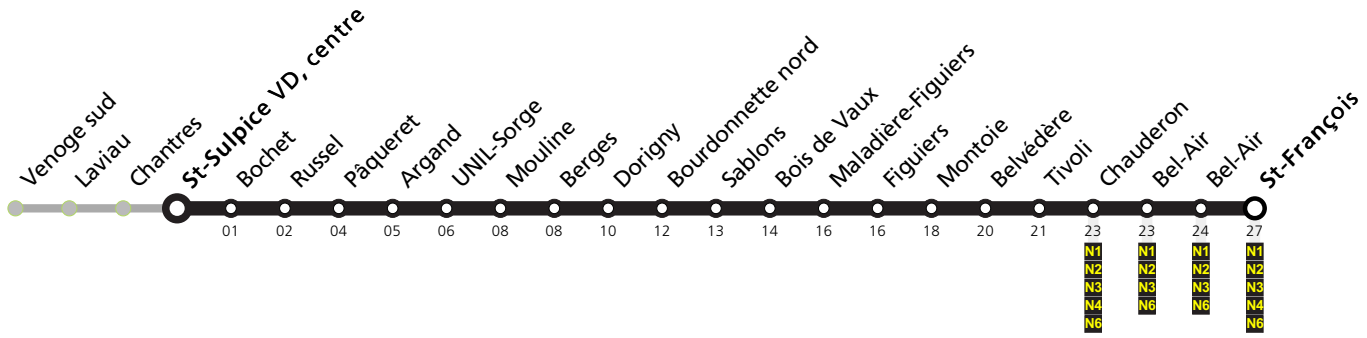 Venoge sud
Laviau
Chantres
St-Sulpice VD, centre
Bochet
Russel
Pâqueret
Argand
UNIL-Sorge
Mouline
Berges
Dorigny
Bourdonnette nord
Sablons
Bois de Vaux
Maladière-Figuiers
Figuiers
Montoie
Belvédère
Tivoli
Chauderon
Bel-Air
Bel-Air
St-François
01 02 04 05 06 08 08 10 12 13 14 16 16 18 20 21 23 23 24 27
N1 N1 N1 N1
N2 N2 N2 N2
N3 N3 N3 N3
N4 N6 N6 N4
N6 N6